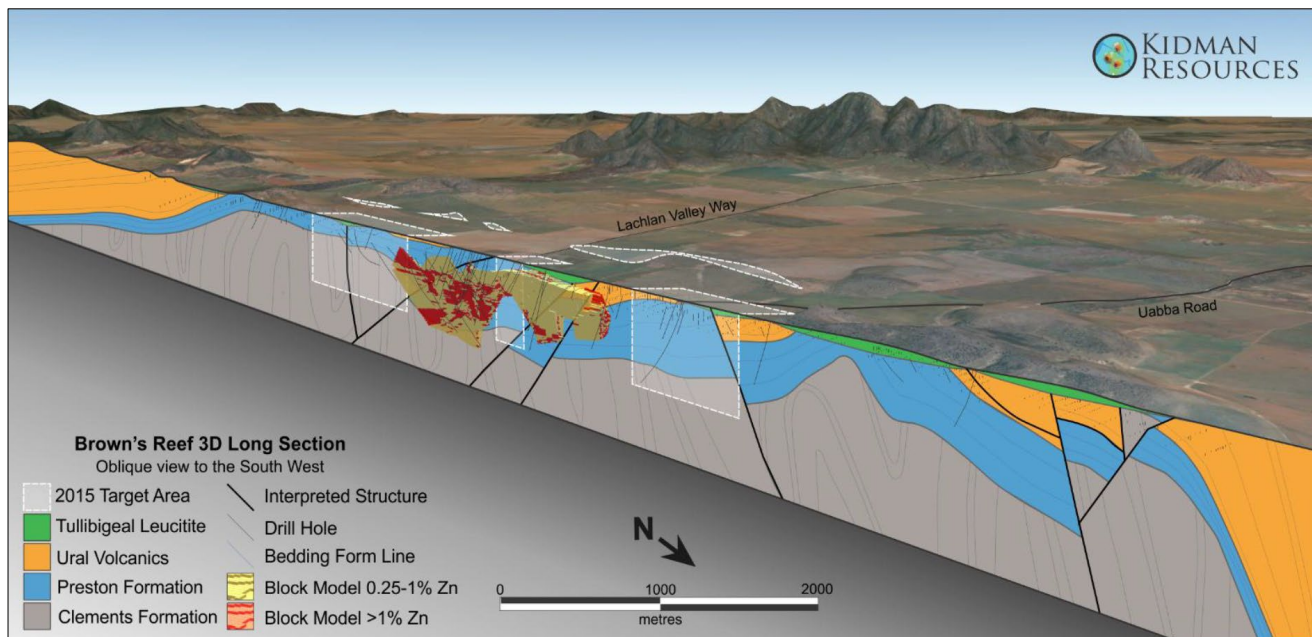 KIDMAN
RESOURCES
Lachlan Valley Way
Uabba Road
Brown's Reef 3D Long Section
Oblique view to the South West
2015 Target Area
Interpreted Structure
Tullibigeal Leucitite
Drill Hole
Ural Volcanics
Bedding Form Line
Preston Formation
Block Model 0.25-1% Zn
Clements Formation
Block Model >1% Zn
N
0 1000 2000
metres